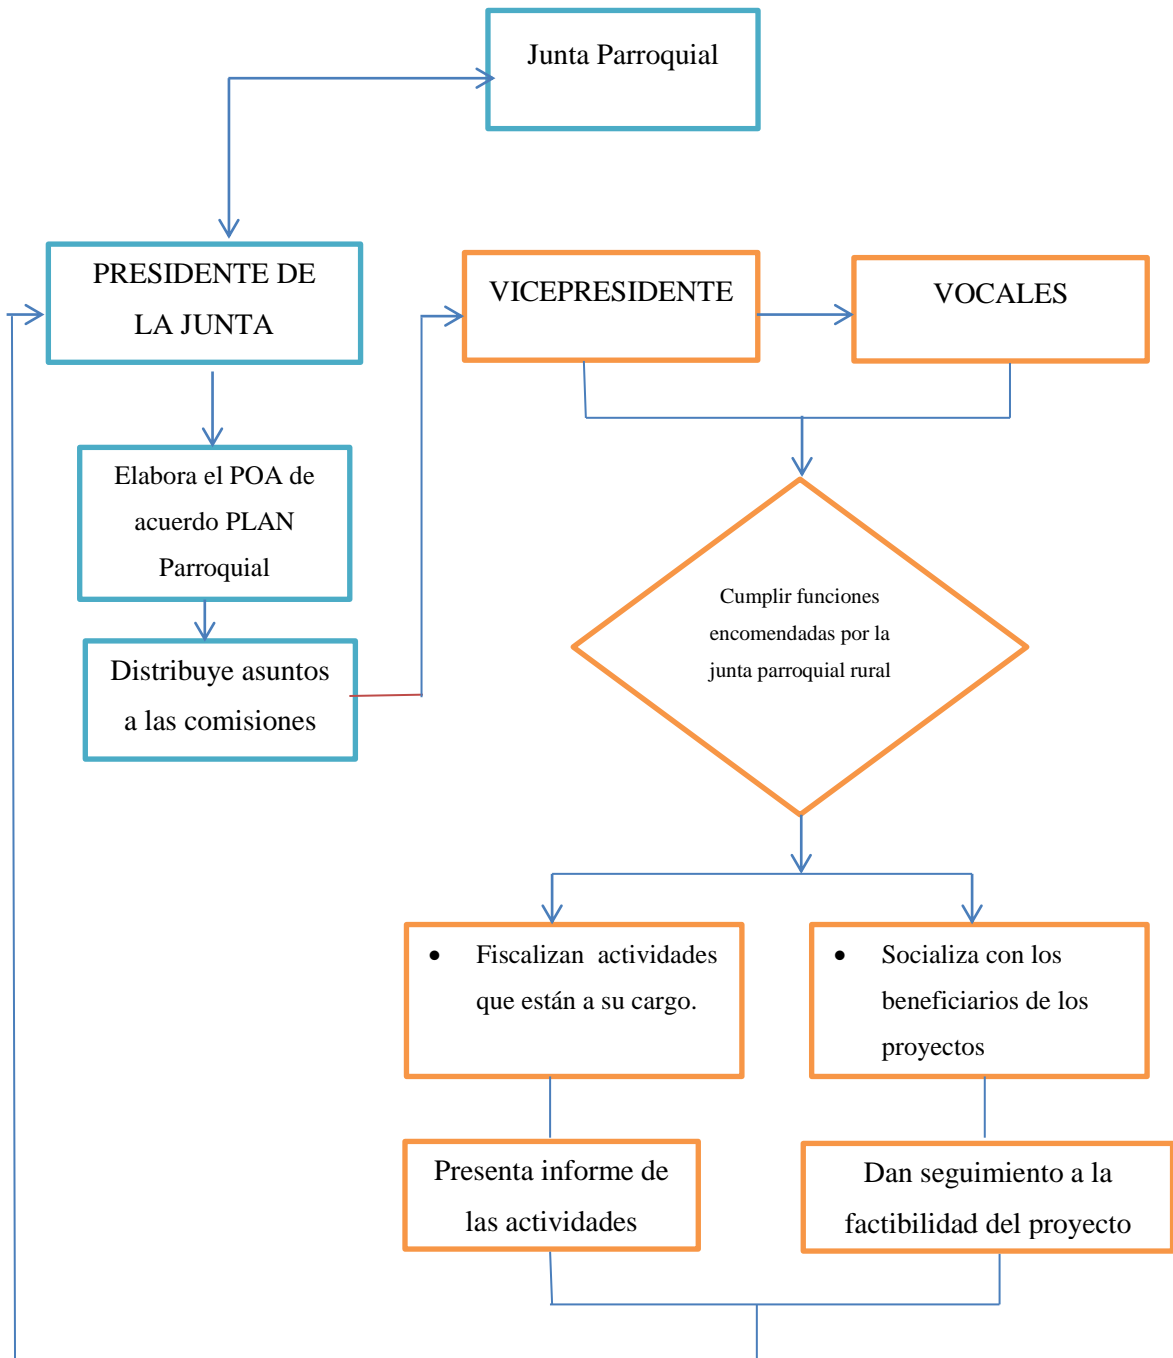 Junta Parroquial
PRESIDENTE DE
LA JUNTA
VICEPRESIDENTE
VOCALES
Elabora el POA de
acuerdo PLAN
Parroquial
Distribuye asuntos
a las comisiones
Cumplir funciones
encomendadas por la
junta parroquial rural
• Fiscalizan actividades
que están a su cargo.
• Socializa con los
beneficiarios de los
proyectos
Presenta informe de
las actividades
Dan seguimiento a la
factibilidad del proyecto